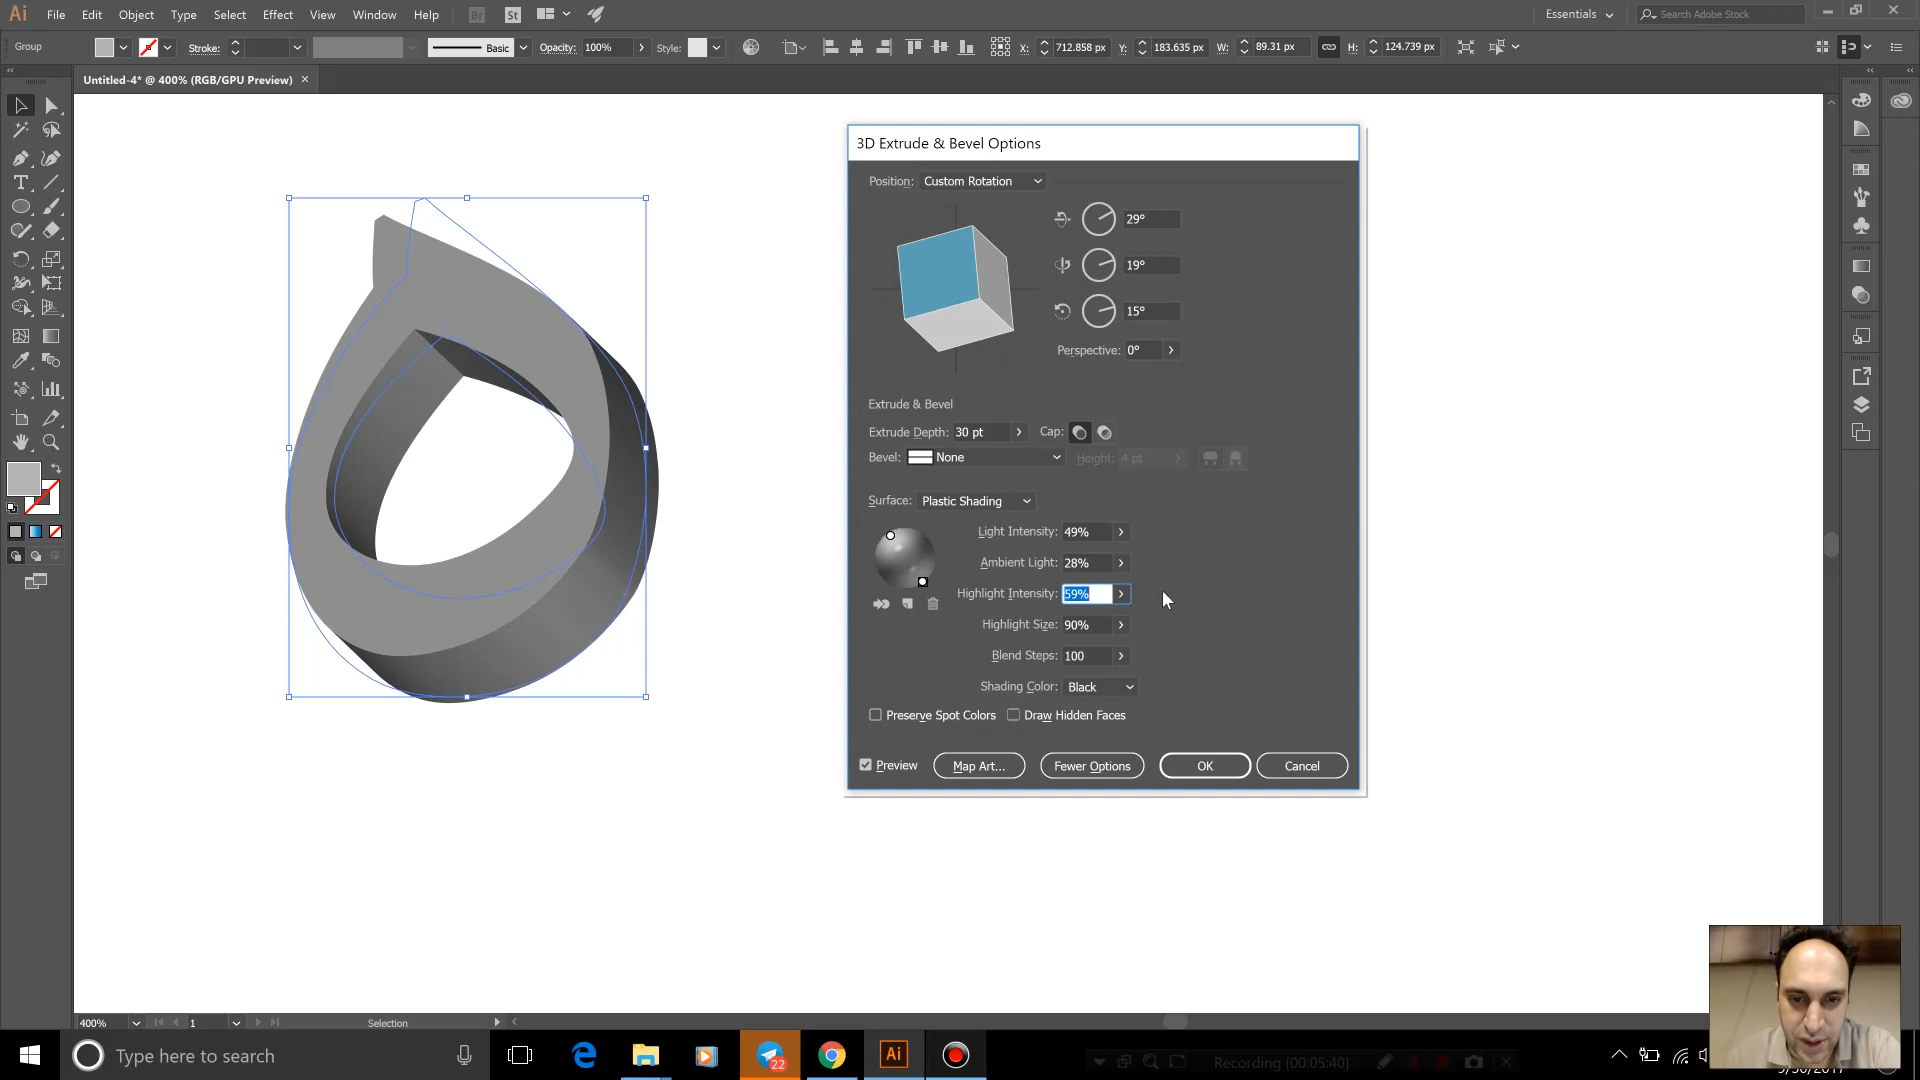 Ai File Edit Object Type Select Effect View Window Help Br St Essentials Search Adobe Stock
Group Stroke: Basic Opacity: 100% Style: X: 712.858 px Y: 183.635 px W: 89.31 px H: 124.739 px
Untitled-4* @ 400% (RGB/GPU Preview)
3D Extrude & Bevel Options
Position: Custom Rotation
29°
19°
15°
Perspective: 0°
Extrude & Bevel
Extrude Depth: 30 pt Cap:
Bevel: None Height: 4 pt
Surface: Plastic Shading
Light Intensity: 49%
Ambient Light: 28%
Highlight Intensity: 59%
Highlight Size: 90%
Blend Steps: 100
Shading Color: Black
Preserve Spot Colors Draw Hidden Faces
Preview Map Art... Fewer Options OK Cancel
400% 1 Selection
Type here to search 22 Ai Recording [00:05:40]